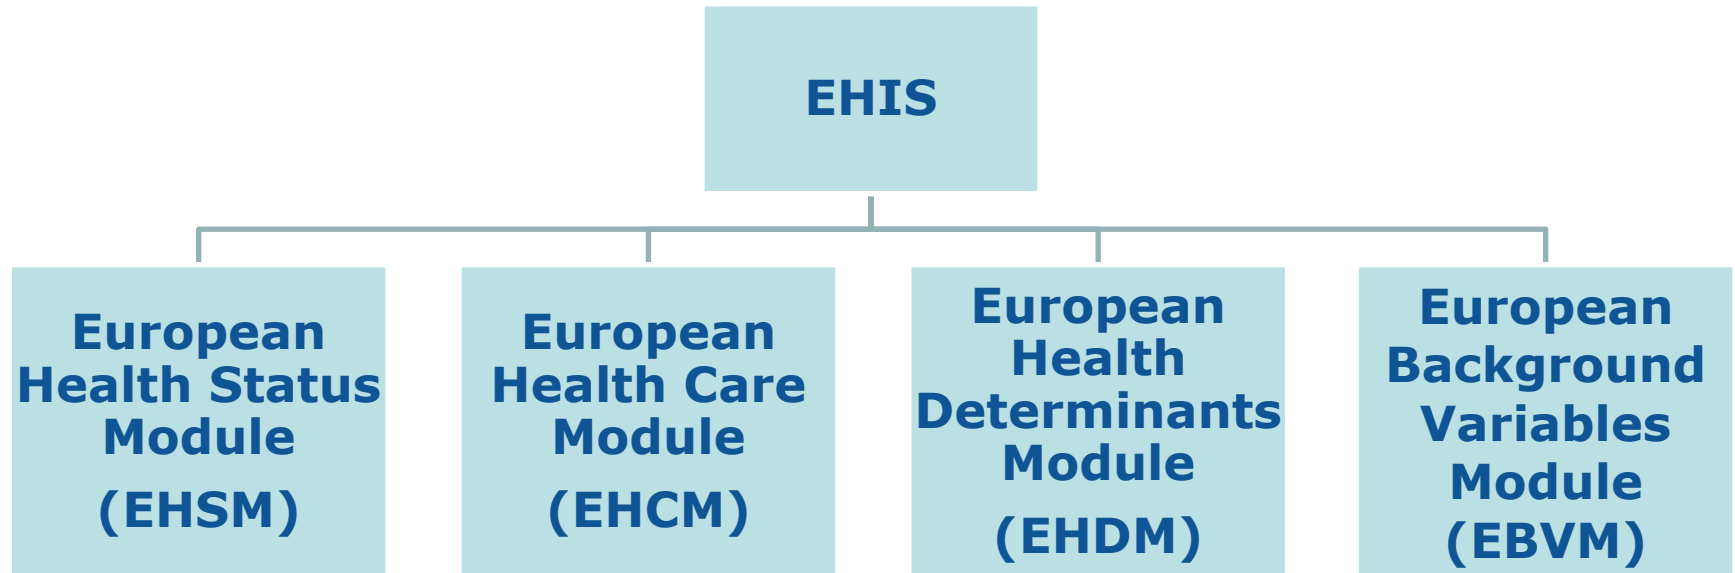 EHIS
European
Health Status
Module
(EHSM)
European
Health Care
Module
(EHCM)
European
Health
Determinants
Module
(EHDM)
European
Background
Variables
Module
(EBVM)